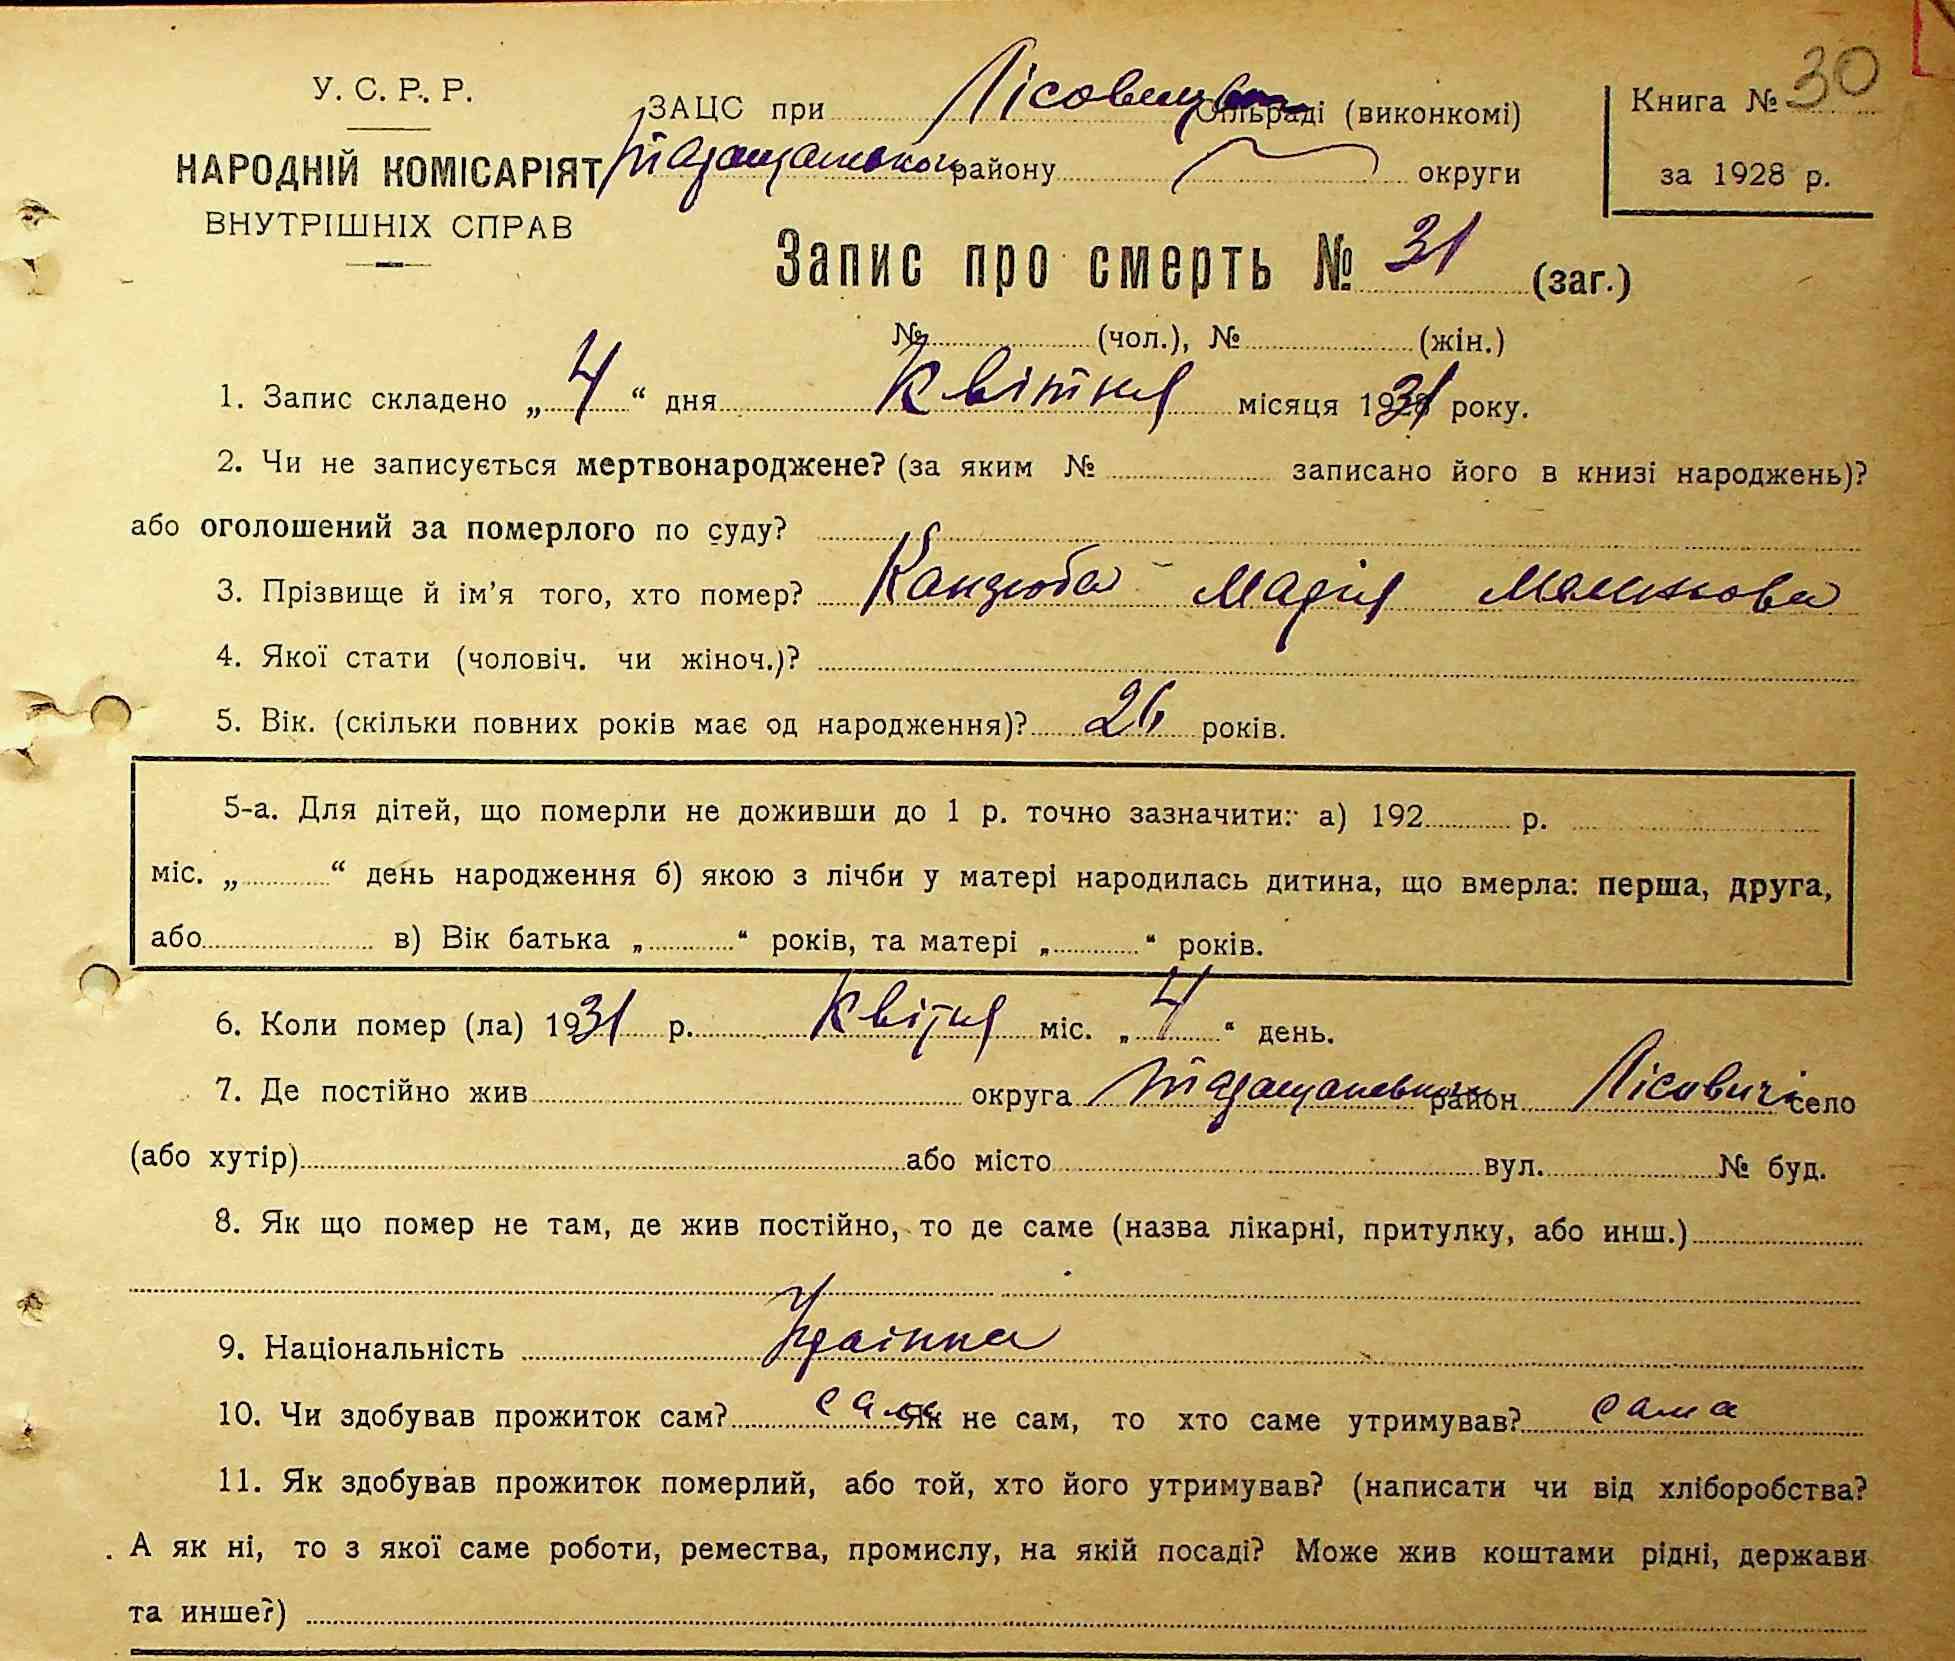 У. С. Р. Р.
НАРОДНІЙ КОМІСАРІЯТ
ВНУТРІШНІХ СПРАВ
ЗАЦС при Сільраді (виконкомі)
району округи
Книга № 30
за 1928 р.
Запис про смерть № 31 (заг.)
№ (чол.), № (жін.)
1. Запис складено „ 4 “ дня Квітня місяця 1931 року.
2. Чи не записується мертвонароджене? (за яким № записано його в книзі народжень)?
або оголошений за померлого по суду?
3. Прізвище й ім'я того, хто помер? Кандюба Марія
4. Якої стати (чоловіч. чи жіноч.)?
5. Вік. (скільки повних років має од народження)? 26 років.
5-а. Для дітей, що померли не доживши до 1 р. точно зазначити: а) 192 р.
міс. „ “ день народження б) якою з лічби у матері народилась дитина, що вмерла: перша, друга,
або в) Вік батька „ “ років, та матері „ “ років.
6. Коли помер (ла) 1931 р. Квітня міс. „ 4 “ день.
7. Де постійно жив округа район Лісовичі село
(або хутір) або місто вул. № буд.
8. Як що помер не там, де жив постійно, то де саме (назва лікарні, притулку, або инш.)
9. Національність Українка
10. Чи здобував прожиток сам? сама Як не сам, то хто саме утримував? сама
11. Як здобував прожиток померлий, або той, хто його утримував? (написати чи від хліборобства?
А як ні, то з якої саме роботи, ремества, промислу, на якій посаді? Може жив коштами рідні, держави
та инше?)